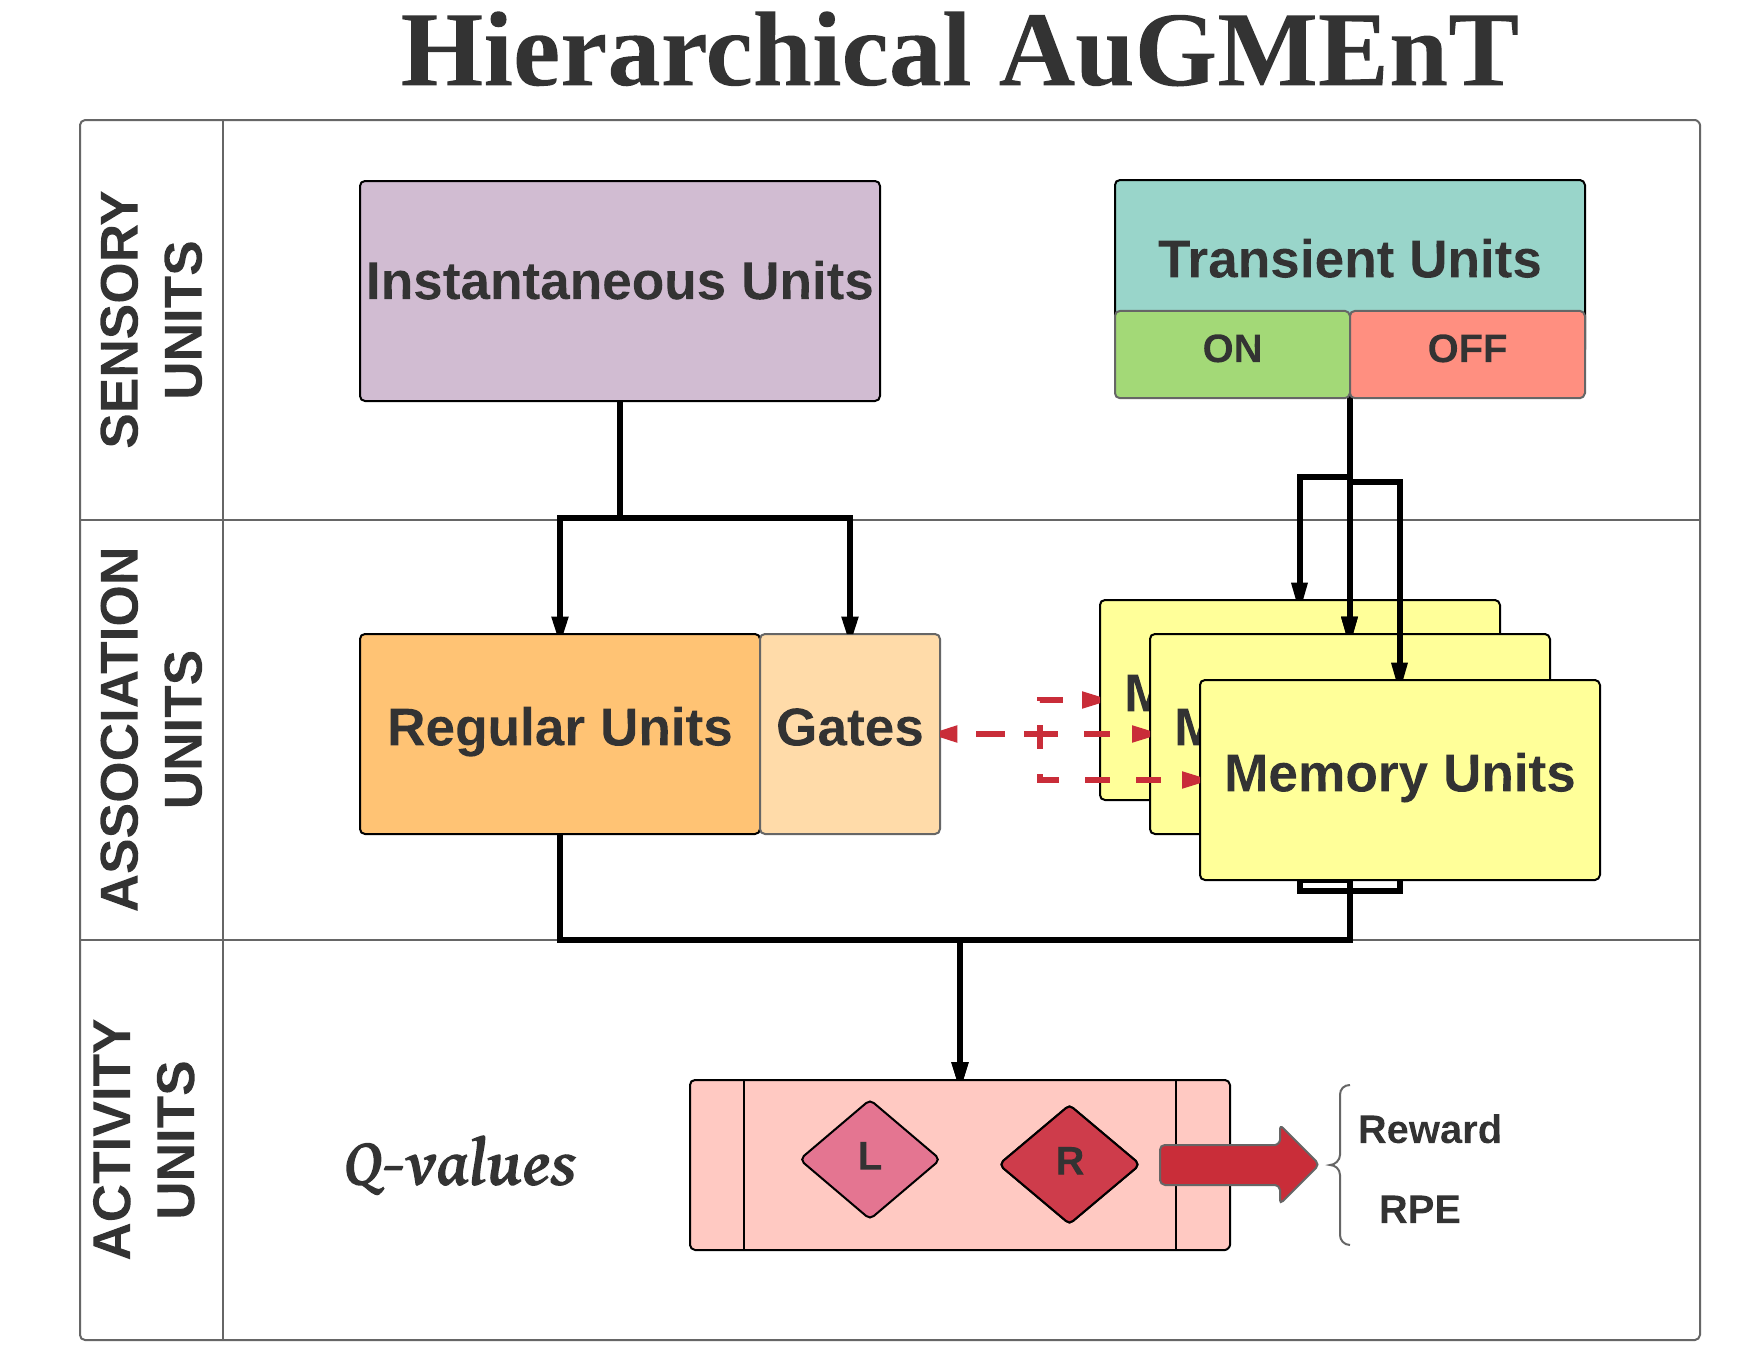 Hierarchical AuGMEnT
SENSORY
UNITS
Instantaneous Units
Transient Units
ON
OFF
ASSOCIATION
UNITS
Regular Units
Gates
M
M
Memory Units
ACTIVITY
UNITS
Q-values
L
R
Reward
RPE